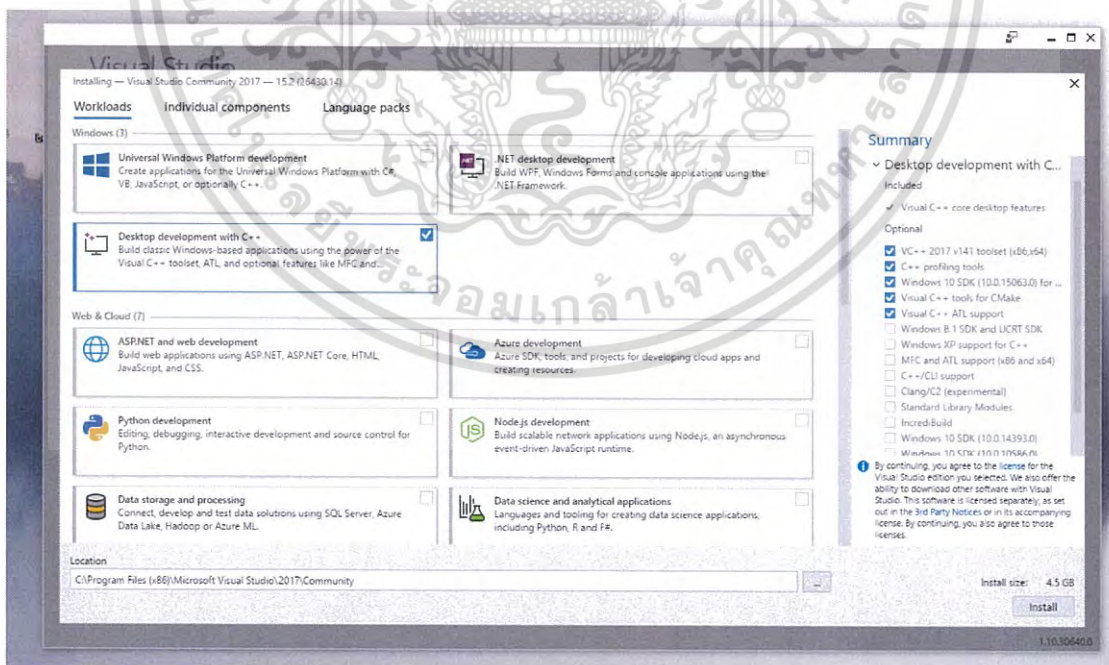 Visual Studio
Installing — Visual Studio Community 2017 — 15.2 (26430.14)
Workloads
Individual components
Language packs
Windows (3)
Universal Windows Platform development
Create applications for the Universal Windows Platform with C#,
VB, JavaScript, or optionally C++.
.NET desktop development
Build WPF, Windows Forms and console applications using the
.NET Framework.
Desktop development with C++
Build classic Windows-based applications using the power of the
Visual C++ toolset, ATL, and optional features like MFC and...
Web & Cloud (7)
ASP.NET and web development
Build web applications using ASP.NET, ASP.NET Core, HTML,
JavaScript, and CSS.
Azure development
Azure SDK, tools, and projects for developing cloud apps and
creating resources.
Python development
Editing, debugging, interactive development and source control for
Python.
Node.js development
Build scalable network applications using Node.js, an asynchronous
event-driven JavaScript runtime.
Data storage and processing
Connect, develop and test data solutions using SQL Server, Azure
Data Lake, Hadoop or Azure ML.
Data science and analytical applications
Languages and tooling for creating data science applications,
including Python, R and F#.
Summary
Desktop development with C...
Included
Visual C++ core desktop features
Optional
VC++ 2017 v141 toolset (x86,x64)
C++ profiling tools
Windows 10 SDK (10.0.15063.0) for ...
Visual C++ tools for CMake
Visual C++ ATL support
Windows 8.1 SDK and UCRT SDK
Windows XP support for C++
MFC and ATL support (x86 and x64)
C++/CLI support
Clang/C2 (experimental)
Standard Library Modules
IncrediBuild
Windows 10 SDK (10.0.14393.0)
Windows 10 SDK (10.0.10586.0)
By continuing, you agree to the license for the
Visual Studio edition you selected. We also offer the
ability to download other software with Visual
Studio. This software is licensed separately, as set
out in the 3rd Party Notices or in its accompanying
license. By continuing, you also agree to those
licenses.
Location
C:\Program Files (x86)\Microsoft Visual Studio\2017\Community
...
Install size: 4.5 GB
Install
1.10.30640.0